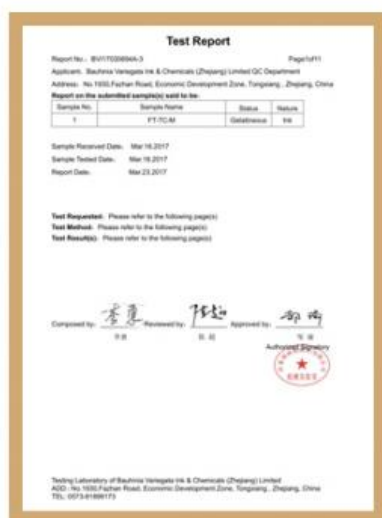 Test Report
Report No.: BVI17030894A-3 Page1of11
Applicant: Bauhinia Variegata Ink & Chemicals (Zhejiang) Limited QC Department
Address: No.1930,Fazhan Road, Economic Development Zone, Tongxiang, Zhejiang, China
Report on the submitted sample(s) said to be:
Sample No. Sample Name Status Nature
1 FT-TC-M Gelatineous Ink
Sample Received Date: Mar.16.2017
Sample Tested Date: Mar.16.2017
Report Date: Mar.23.2017
Test Requested: Please refer to the following page(s)
Test Method: Please refer to the following page(s)
Test Result(s): Please refer to the following page(s)
Composed by: Reviewed by: Approved by:
Authorized Signatory
Testing Laboratory of Bauhinia Variegata Ink & Chemicals (Zhejiang) Limited
ADD: No.1930,Fazhan Road, Economic Development Zone, Tongxiang, Zhejiang, China
TEL: 0573-81899173